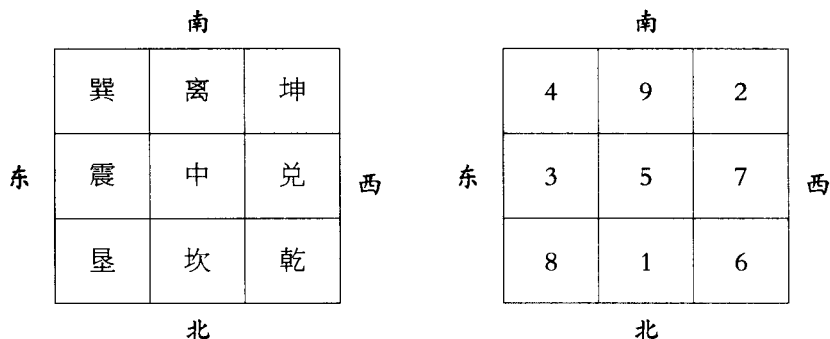 南 南
巽 离 坤 4 9 2
东 震 中 兑 西 东 3 5 7 西
垦 坎 乾 8 1 6
北 北